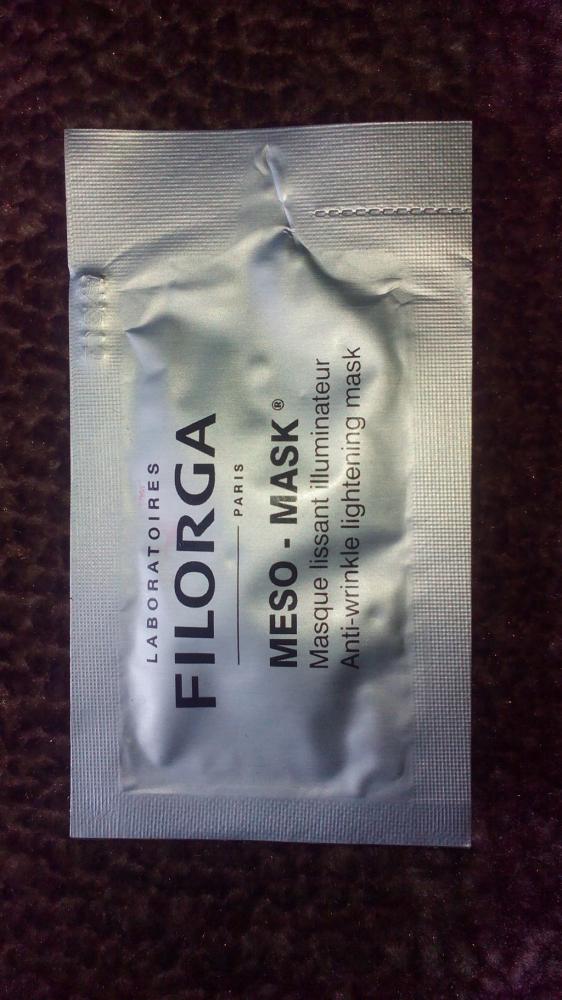 LABORATOIRES
FILORGA
PARIS
MESO - MASK®
Masque lissant illuminateur
Anti-wrinkle lightening mask